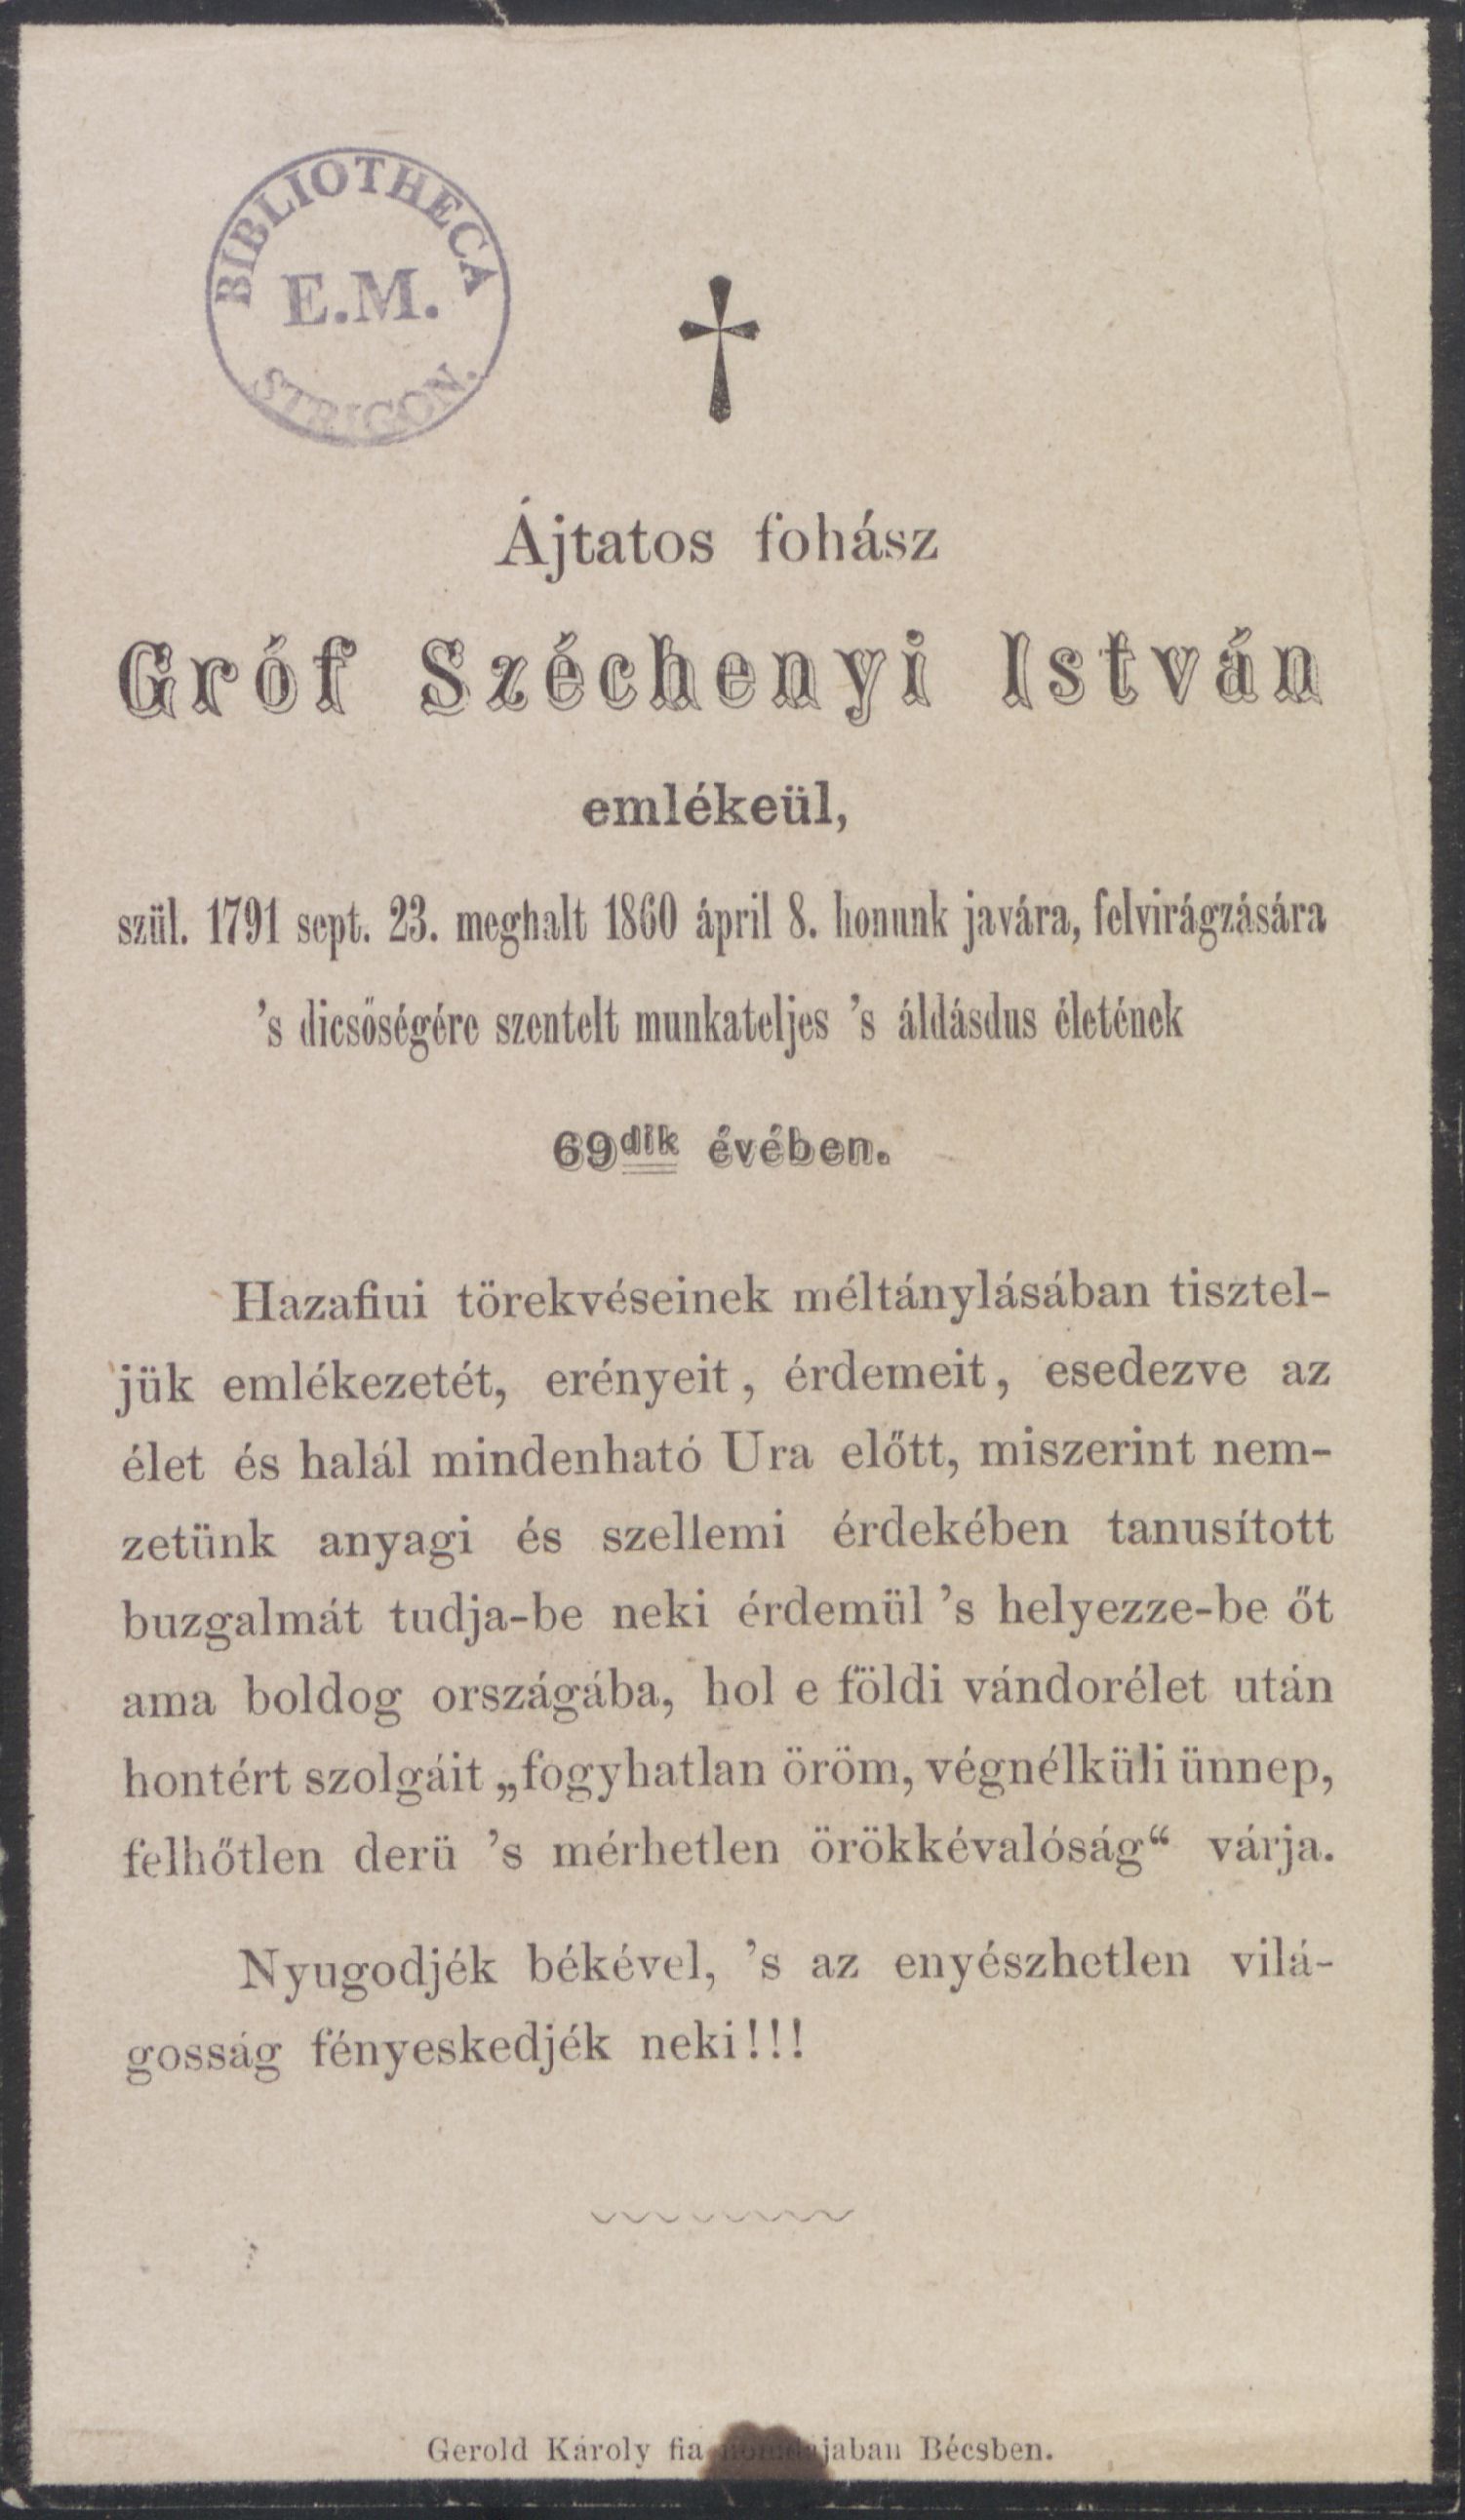 BIBLIOTHECA
E.M.
STRIGON.
Ájtatos fohász
Gróf Széchenyi István
emlékeül,
szül. 1791 sept. 23. meghalt 1860 ápril 8. honunk javára, felvirágzására
’s dicsőségére szentelt munkateljes ’s áldásdus életének
69dik évében.
Hazafiui törekvéseinek méltánylásában tisztel-
jük emlékezetét, erényeit, érdemeit, esedezve az
élet és halál mindenható Ura előtt, miszerint nem-
zetünk anyagi és szellemi érdekében tanusított
buzgalmát tudja-be neki érdemül ’s helyezze-be őt
ama boldog országába, hol e földi vándorélet után
hontért szolgáit „fogyhatlan öröm, végnélküli ünnep,
felhőtlen derü ’s mérhetlen örökkévalóság“ várja.
Nyugodjék békével, ’s az enyészhetlen vilá-
gosság fényeskedjék neki!!!
Gerold Károly fia nomdájaban Bécsben.